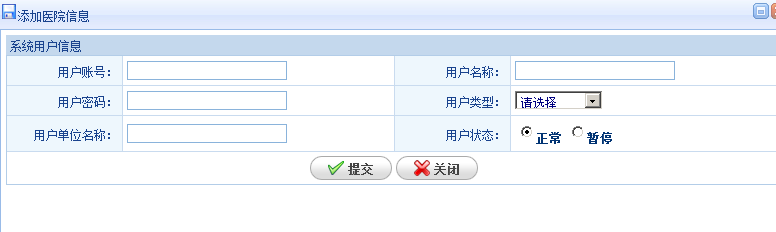 添加医院信息
系统用户信息
用户账号： 用户名称：
用户密码： 用户类型： 请选择
用户单位名称： 用户状态： 正常 暂停
提交 关闭